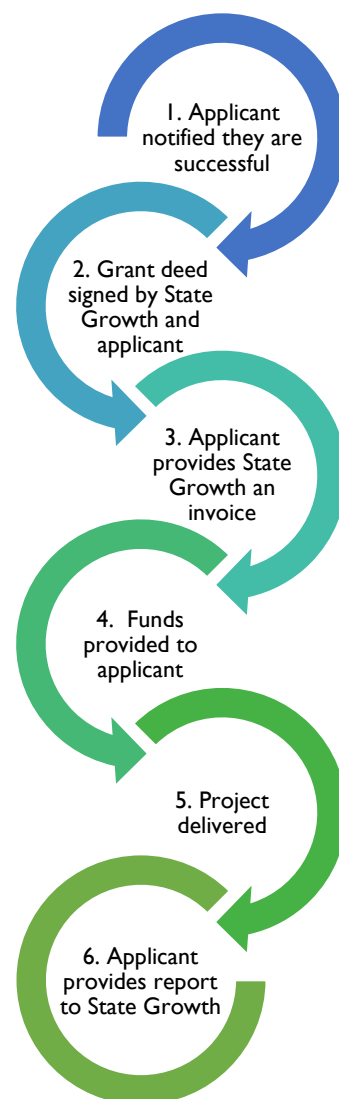 1. Applicant
notified they are
successful
2. Grant deed
signed by State
Growth and
applicant
3. Applicant
provides State
Growth an
invoice
4.  Funds
provided to
applicant
5. Project
delivered
6. Applicant
provides report
to State Growth